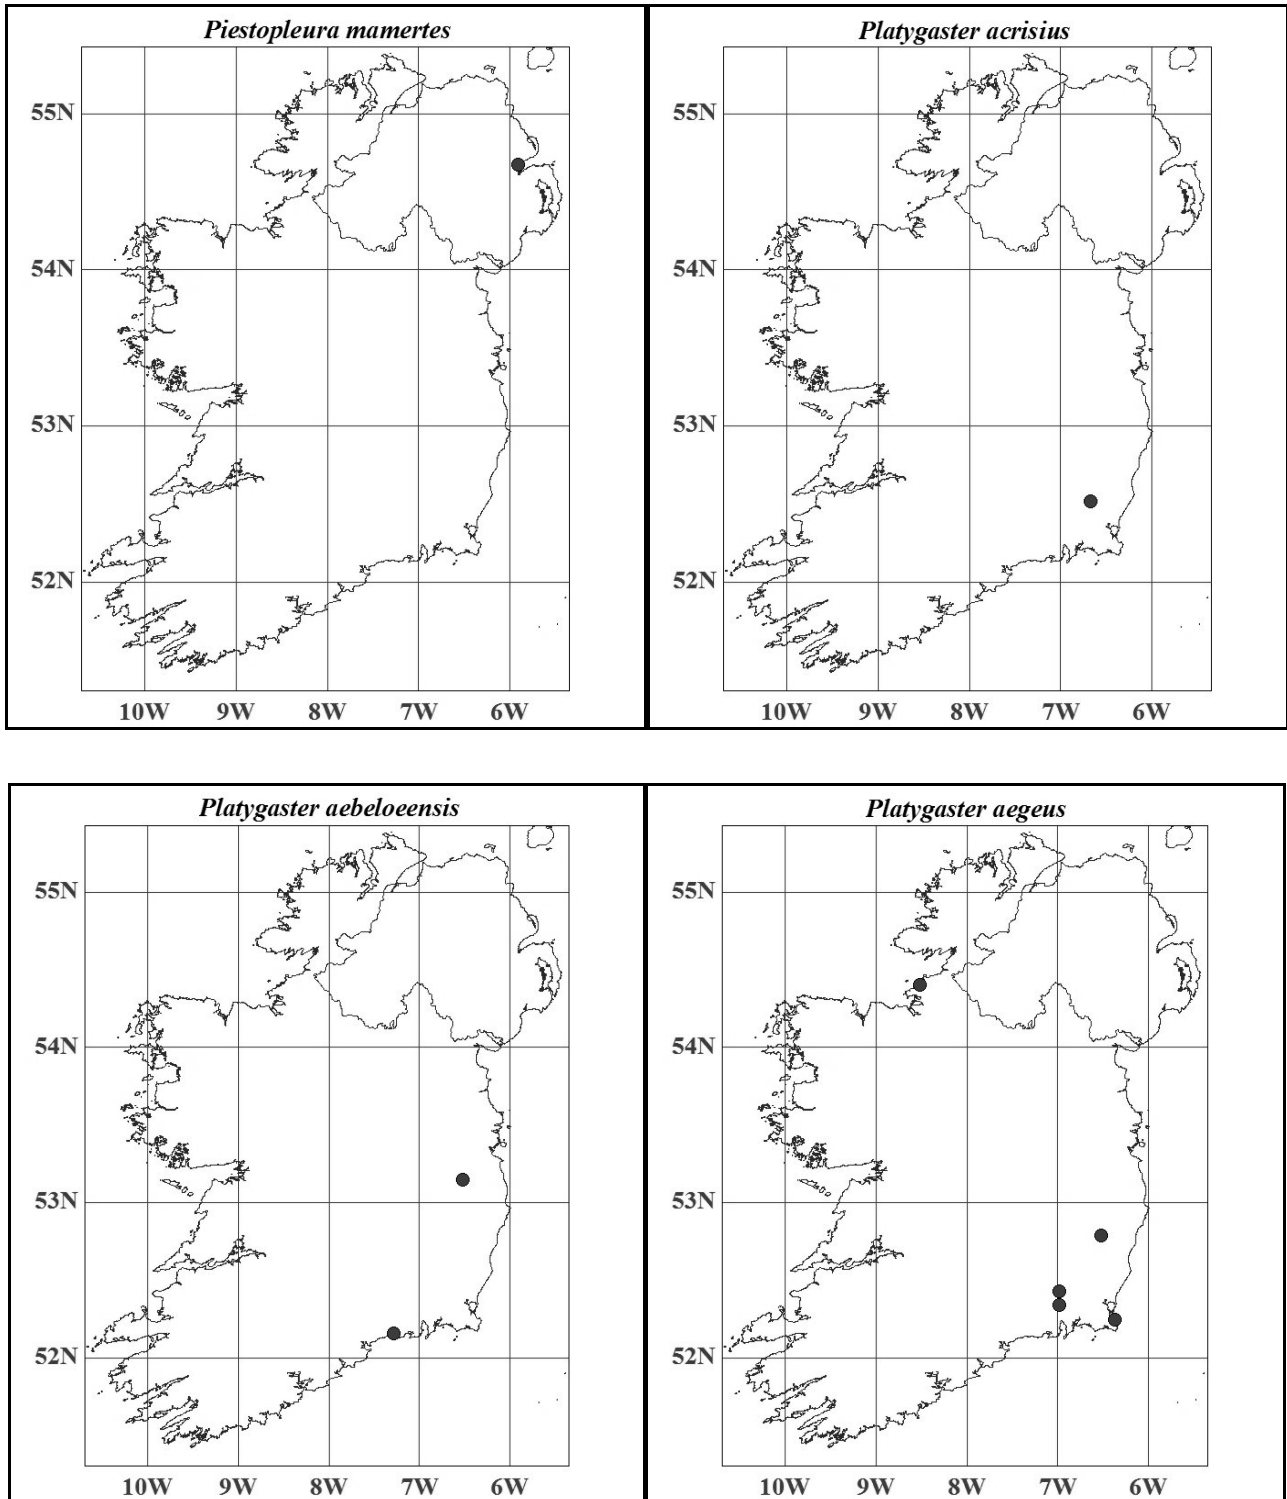 Piestopleura mamertes
55N
54N
53N
52N
10W 9W 8W 7W 6W
Platygaster acrisius
55N
54N
53N
52N
10W 9W 8W 7W 6W
Platygaster aebeloeensis
55N
54N
53N
52N
10W 9W 8W 7W 6W
Platygaster aegeus
55N
54N
53N
52N
10W 9W 8W 7W 6W